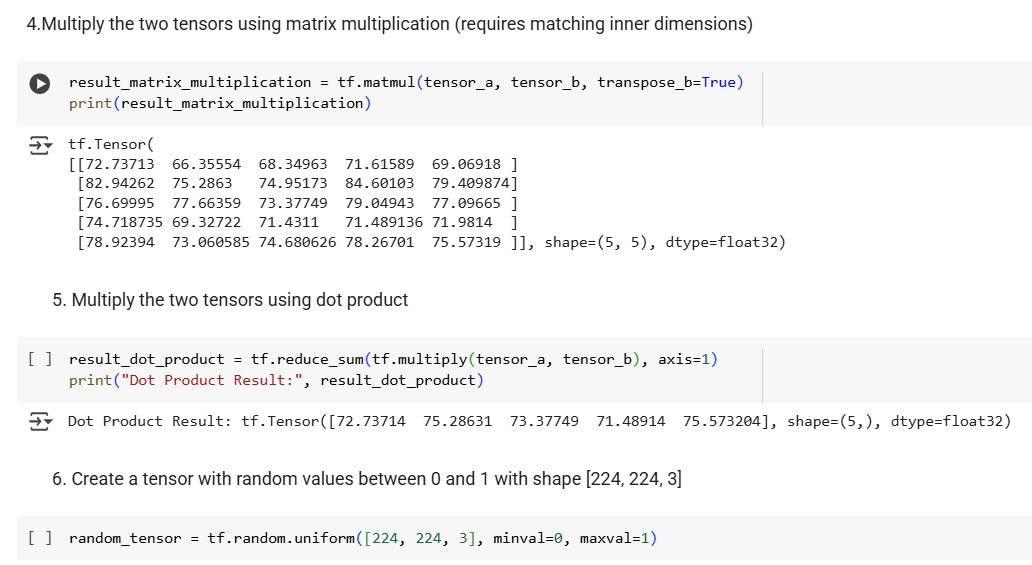 4.Multiply the two tensors using matrix multiplication (requires matching inner dimensions)
result_matrix_multiplication = tf.matmul(tensor_a, tensor_b, transpose_b=True)
print(result_matrix_multiplication)
tf.Tensor(
[[72.73713  66.35554  68.34963  71.61589  69.06918 ]
 [82.94262  75.2863   74.95173  84.60103  79.409874]
 [76.69995  77.66359  73.37749  79.04943  77.09665 ]
 [74.718735 69.32722  71.4311   71.489136 71.9814  ]
 [78.92394  73.060585 74.680626 78.26701  75.57319 ]], shape=(5, 5), dtype=float32)
5. Multiply the two tensors using dot product
[ ] result_dot_product = tf.reduce_sum(tf.multiply(tensor_a, tensor_b), axis=1)
print("Dot Product Result:", result_dot_product)
Dot Product Result: tf.Tensor([72.73714  75.28631  73.37749  71.48914  75.573204], shape=(5,), dtype=float32)
6. Create a tensor with random values between 0 and 1 with shape [224, 224, 3]
[ ] random_tensor = tf.random.uniform([224, 224, 3], minval=0, maxval=1)